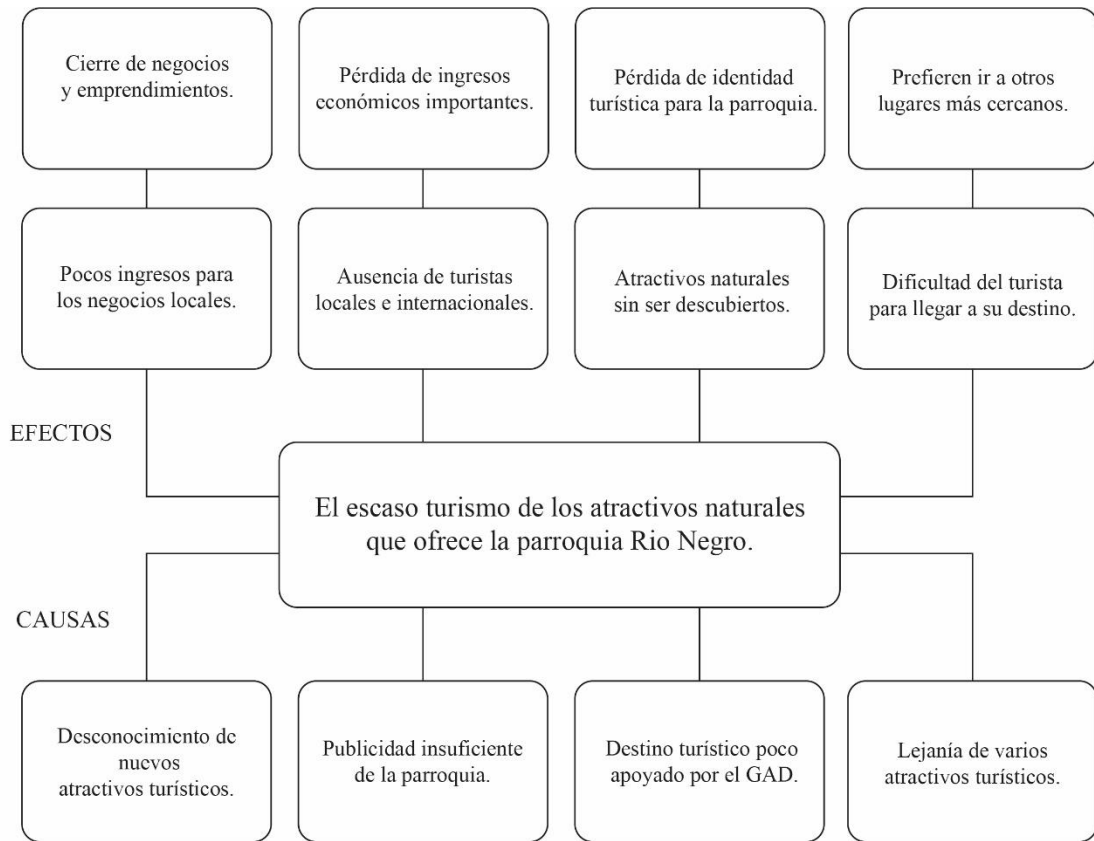 Cierre de negocios
y emprendimientos.
Pérdida de ingresos
económicos importantes.
Pérdida de identidad
turística para la parroquia.
Prefieren ir a otros
lugares más cercanos.
Pocos ingresos para
los negocios locales.
Ausencia de turistas
locales e internacionales.
Atractivos naturales
sin ser descubiertos.
Dificultad del turista
para llegar a su destino.
EFECTOS
El escaso turismo de los atractivos naturales
que ofrece la parroquia Rio Negro.
CAUSAS
Desconocimiento de
nuevos
atractivos turísticos.
Publicidad insuficiente
de la parroquia.
Destino turístico poco
apoyado por el GAD.
Lejanía de varios
atractivos turísticos.